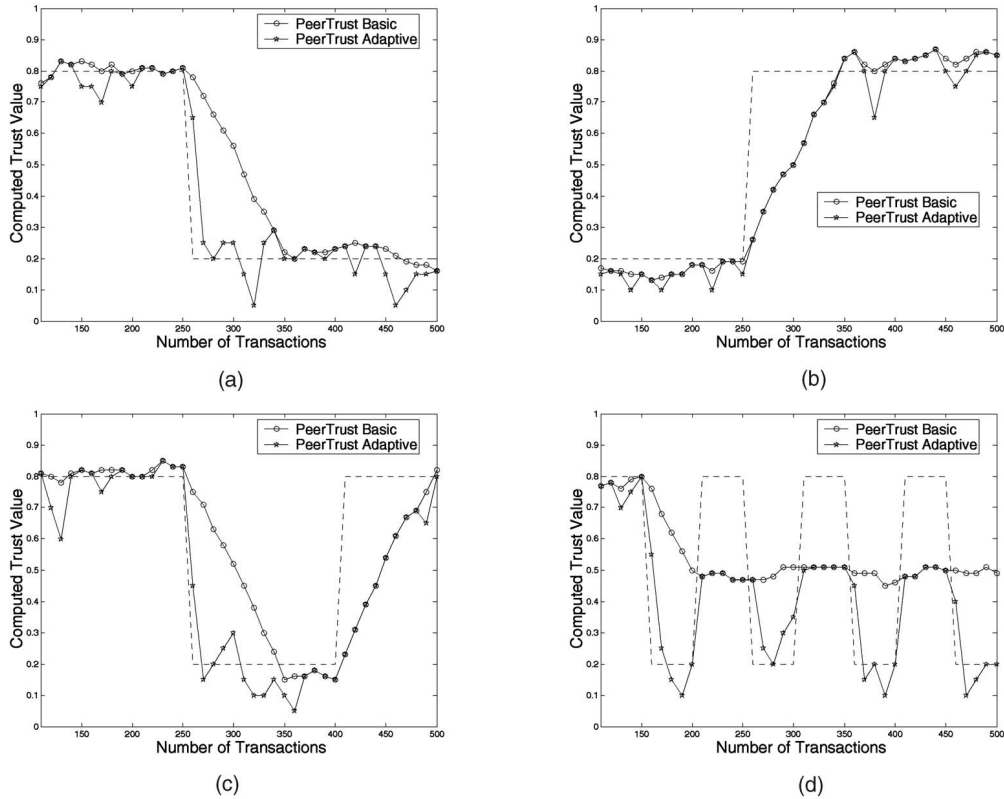 1
0.9
0.8
0.7
0.6
0.5
0.4
0.3
0.2
0.1
0
Computed Trust Value
PeerTrust Basic
PeerTrust Adaptive
150 200 250 300 350 400 450 500
Number of Transactions
(a)
1
0.9
0.8
0.7
0.6
0.5
0.4
0.3
0.2
0.1
0
Computed Trust Value
PeerTrust Basic
PeerTrust Adaptive
150 200 250 300 350 400 450 500
Number of Transactions
(b)
1
0.9
0.8
0.7
0.6
0.5
0.4
0.3
0.2
0.1
0
Computed Trust Value
PeerTrust Basic
PeerTrust Adaptive
150 200 250 300 350 400 450 500
Number of Transactions
(c)
1
0.9
0.8
0.7
0.6
0.5
0.4
0.3
0.2
0.1
0
Computed Trust Value
PeerTrust Basic
PeerTrust Adaptive
150 200 250 300 350 400 450 500
Number of Transactions
(d)